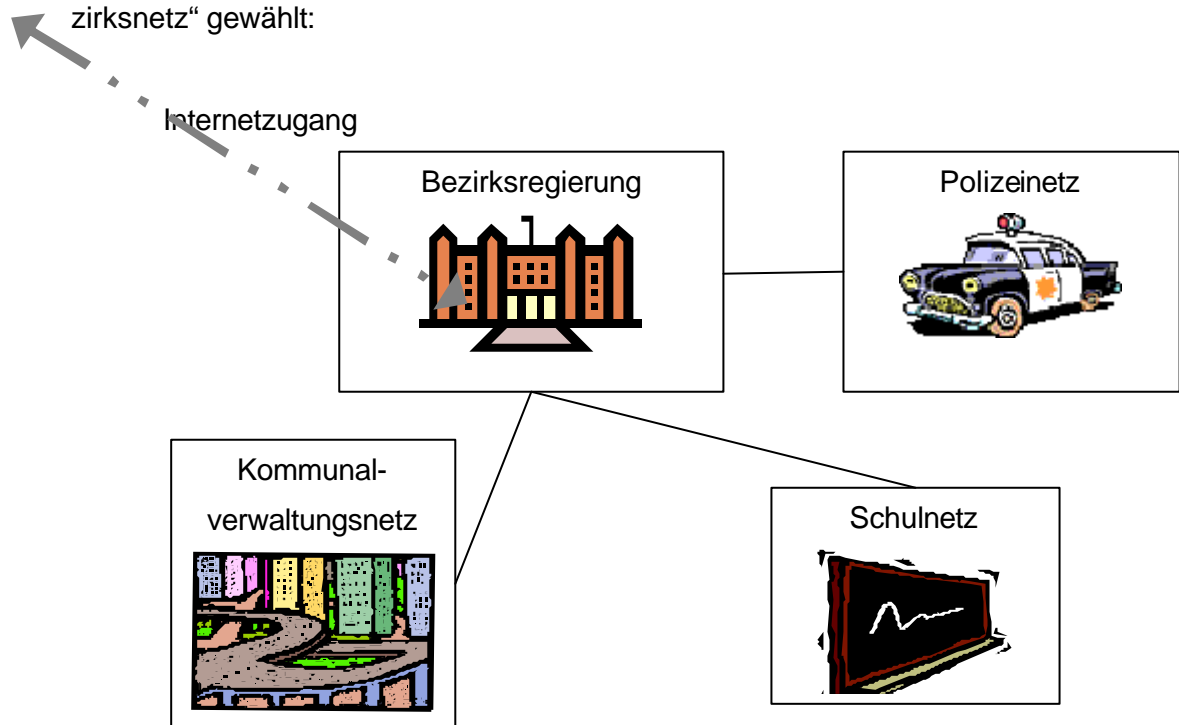 zirksnetz“ gewählt:
Internetzugang
Bezirksregierung
Polizeinetz
Kommunal-
verwaltungsnetz
Schulnetz